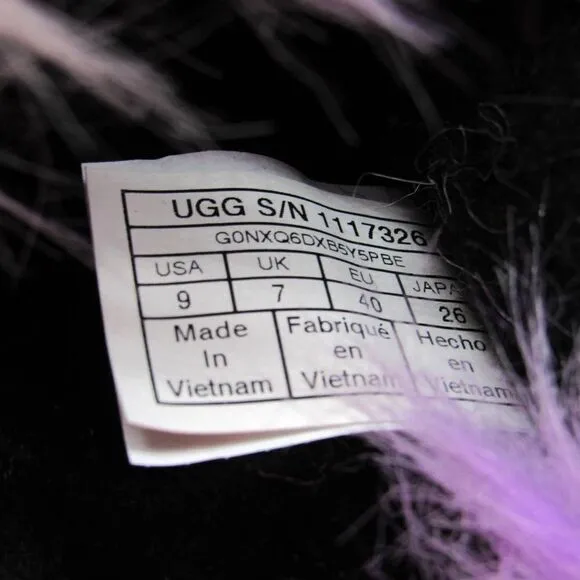 UGG S/N 1117326
G0NXQ6DXB5Y5PBE
USA UK EU JAPA
9 7 40 26
Made Fabriqué Hecho
In en en
Vietnam Vietnam Vietnam